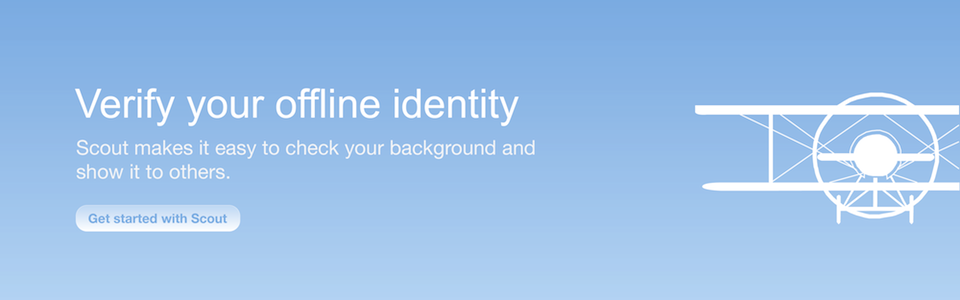 Verify your offline identity
Scout makes it easy to check your background and
show it to others.
Get started with Scout